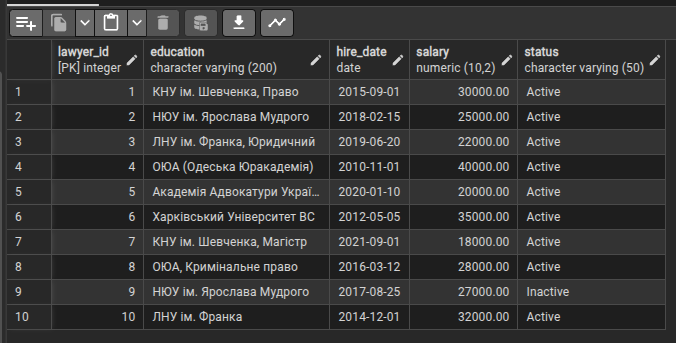 lawyer_id education hire_date salary status
[PK] integer character varying (200) date numeric (10,2) character varying (50)
1 1 КНУ ім. Шевченка, Право 2015-09-01 30000.00 Active
2 2 НЮУ ім. Ярослава Мудрого 2018-02-15 25000.00 Active
3 3 ЛНУ ім. Франка, Юридичний 2019-06-20 22000.00 Active
4 4 ОЮА (Одеська Юракадемія) 2010-11-01 40000.00 Active
5 5 Академія Адвокатури Украї... 2020-01-10 20000.00 Active
6 6 Харківський Університет ВС 2012-05-05 35000.00 Active
7 7 КНУ ім. Шевченка, Магістр 2021-09-01 18000.00 Active
8 8 ОЮА, Кримінальне право 2016-03-12 28000.00 Active
9 9 НЮУ ім. Ярослава Мудрого 2017-08-25 27000.00 Inactive
10 10 ЛНУ ім. Франка 2014-12-01 32000.00 Active